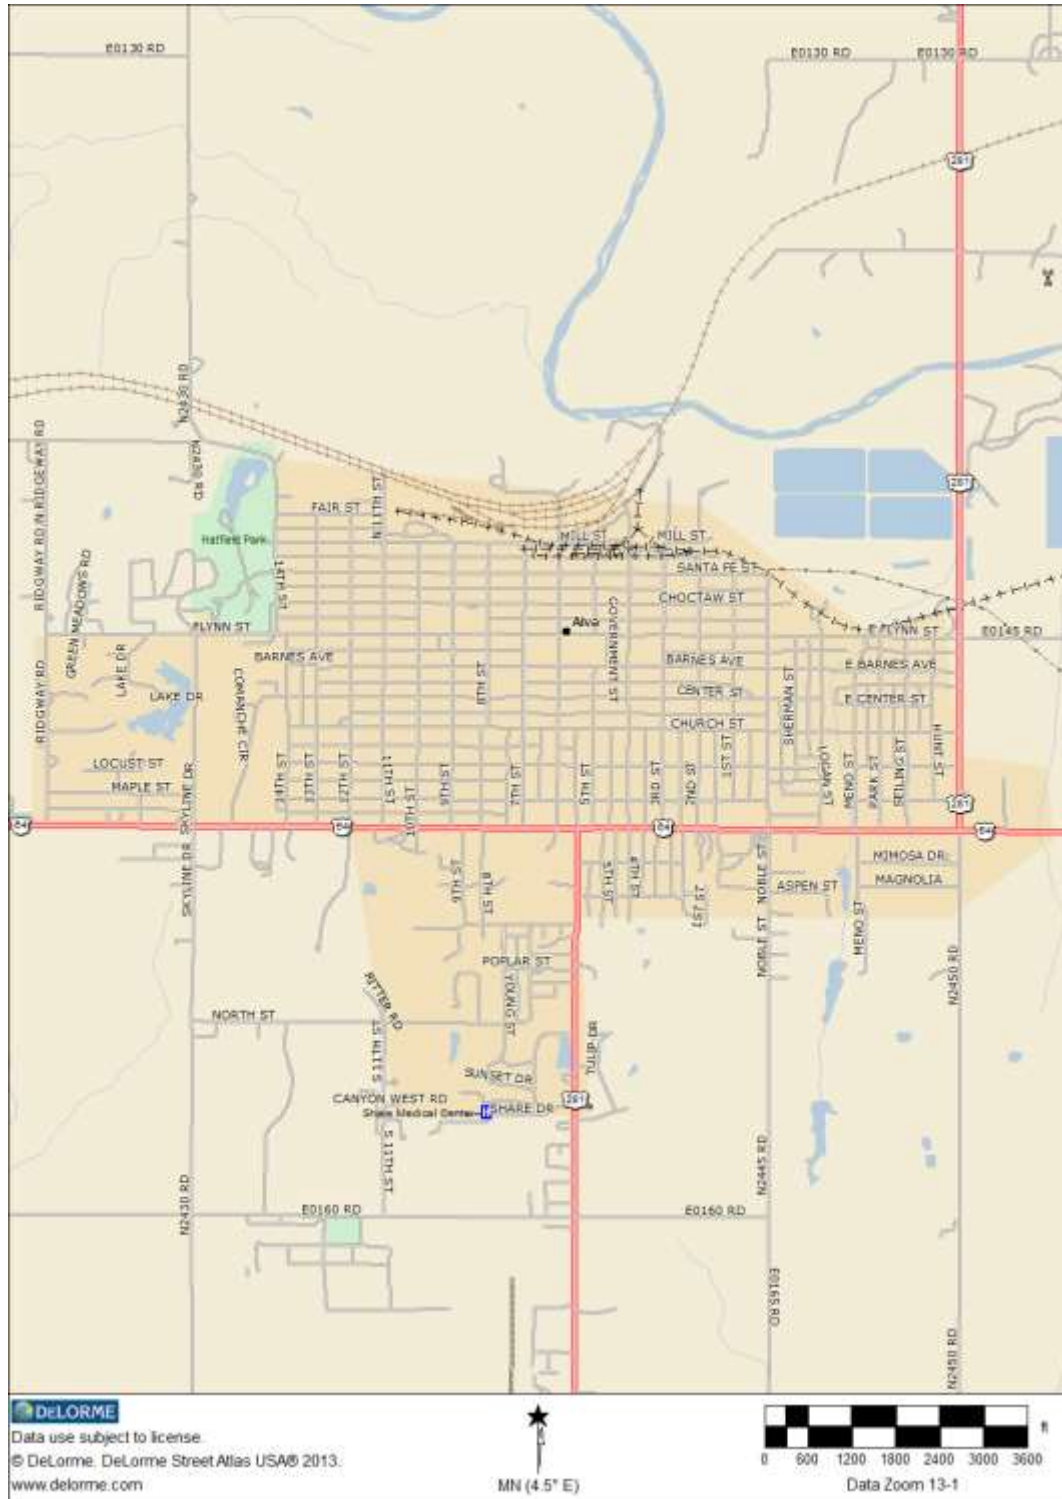 E0130 RD
E0130 RD
E0130 RD
281
N2430 RD
RIDGWAY RD
N RIDGEWAY RD
N2430 RD
281
FAIR ST
N 11TH ST
Hatfield Park
MILL ST
MILL ST
SANTA FE ST
GREEN MEADOWS RD
14TH ST
CHOCTAW ST
GOVERNMENT ST
Alva
FLYNN ST
E FLYNN ST
E0145 RD
BARNES AVE
BARNES AVE
E BARNES AVE
LAKE DR
RIDGWAY RD
LAKE DR
COMANCHE CIR
8TH ST
CENTER ST
SHERMAN ST
E CENTER ST
CHURCH ST
HUNT ST
LOCUST ST
MAPLE ST
SKYLINE DR
14TH ST
13TH ST
12TH ST
11TH ST
10TH ST
9TH ST
7TH ST
5TH ST
3RD ST
2ND ST
1ST ST
LOGAN ST
MENO ST
PARK ST
SEILING ST
281
64
64
64
64
SKYLINE DR
9TH ST
8TH ST
5TH ST
4TH ST
1ST ST
NOBLE ST
NOBLE ST
MIMOSA DR
MAGNOLIA
ASPEN ST
MENO ST
POPLAR ST
YOUNG ST
RITTER RD
N2450 RD
NORTH ST
S 11TH ST
TULIP DR
SUNSET DR
CANYON WEST RD
Share Medical Center
H
SHARE DR
281
S 11TH ST
N2445 RD
N2430 RD
E0160 RD
E0160 RD
E0165 RD
N2450 RD
DELORME
Data use subject to license.
© DeLorme. DeLorme Street Atlas USA® 2013.
www.delorme.com
MN (4.5° E)
ft
0 600 1200 1800 2400 3000 3600
Data Zoom 13-1